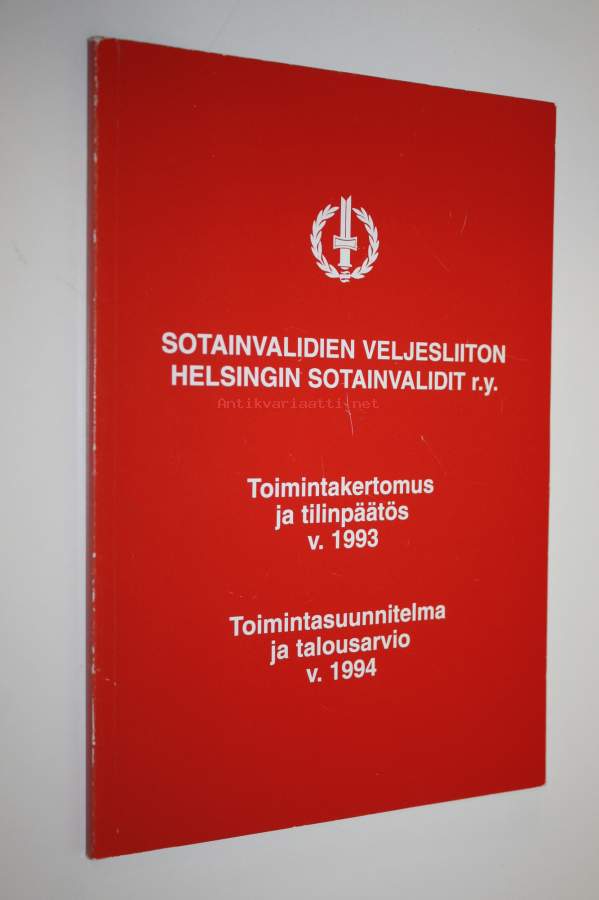 SOTAINVALIDIEN VELJESLIITON
HELSINGIN SOTAINVALIDIT r.y.
Antikvariaatti.net
Toimintakertomus
ja tilinpäätös
v. 1993
Toimintasuunnitelma
ja talousarvio
v. 1994